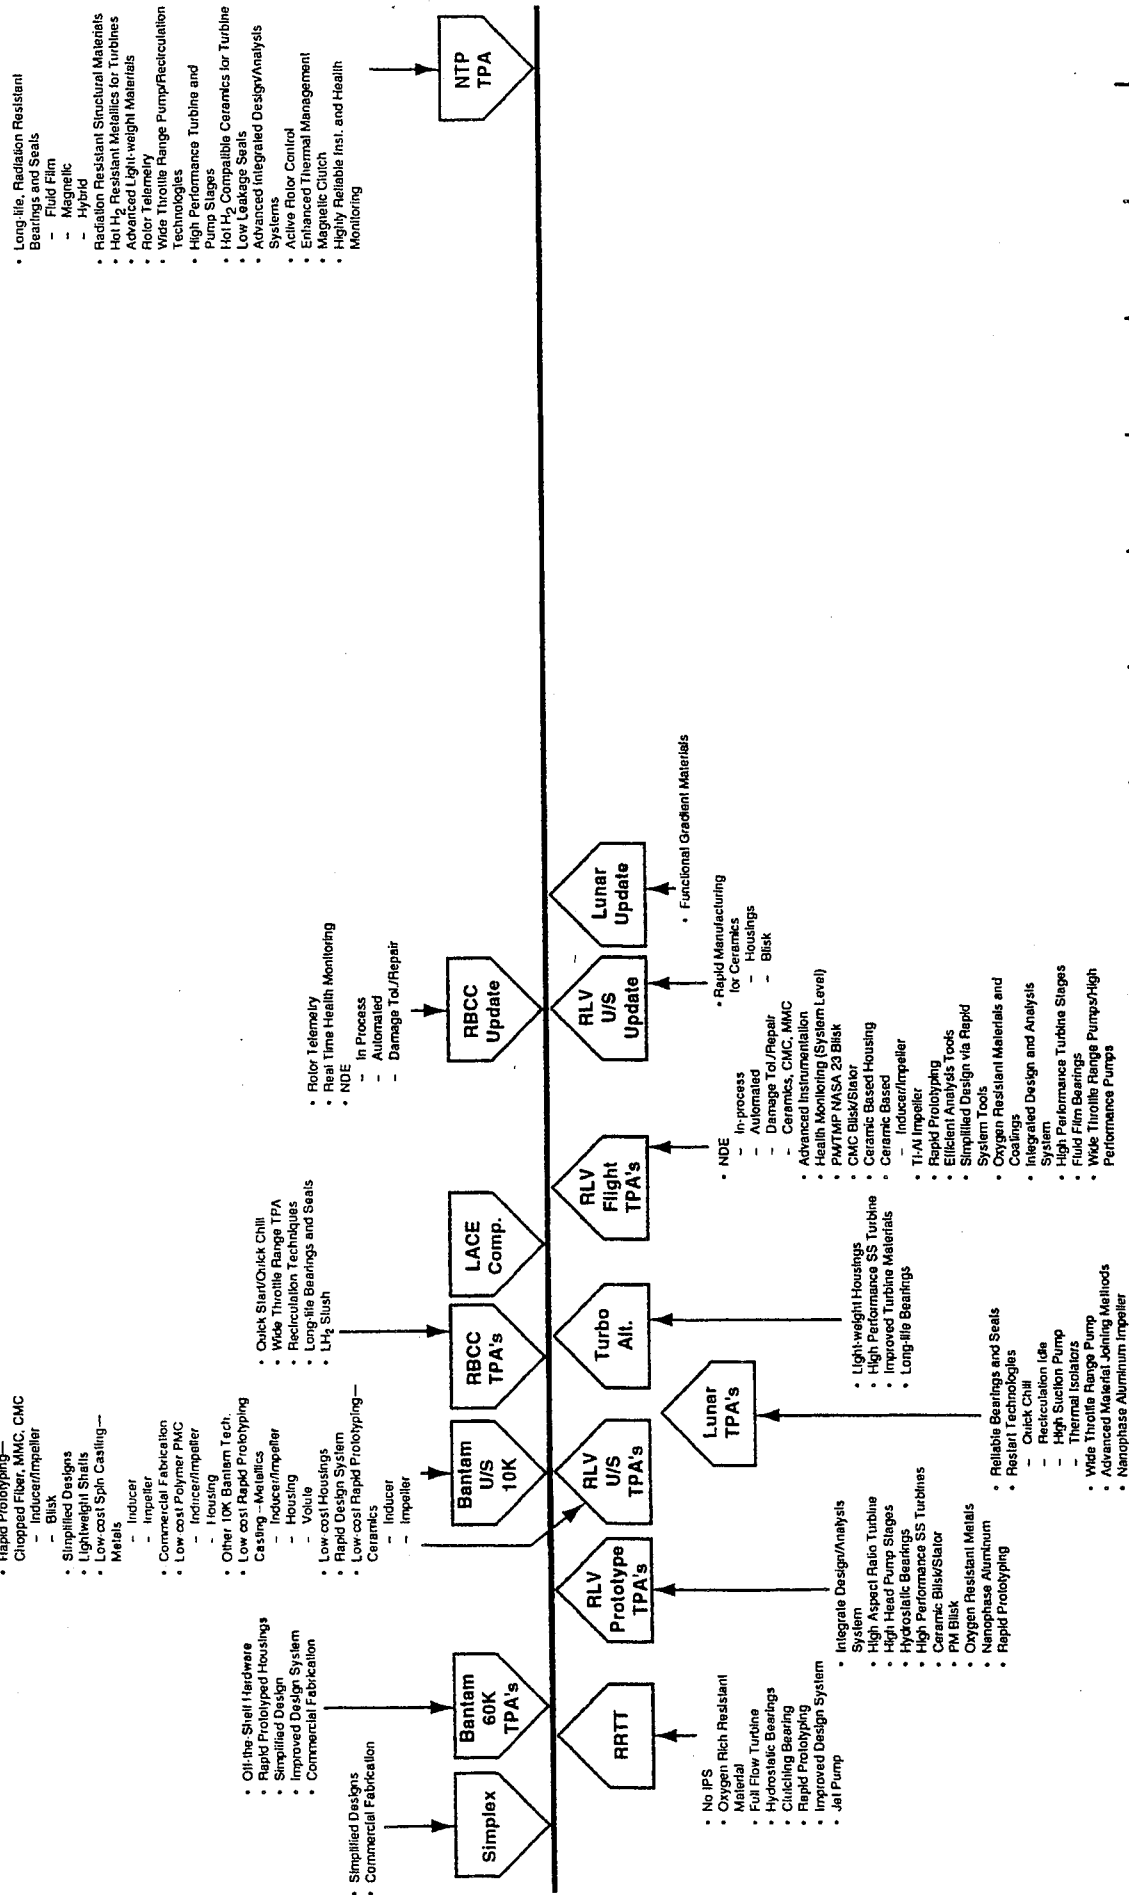 • Simplified Designs
• Commercial Fabrication
Simplex
• Off-the-Shelf Hardware
• Rapid Prototyped Housings
• Simplified Design
• Improved Design System
• Commercial Fabrication
Bantam
60K
TPA's
• Rapid Prototyping—
Chopped Fiber, MMC, CMC
– Inducer/Impeller
– Blisk
• Simplified Designs
• Lightweight Shafts
• Low-cost Spin Casting—
Metals
– Inducer
– Impeller
• Commercial Fabrication
• Low cost Polymer PMC
– Inducer/Impeller
– Housing
• Other 10K Bantam Tech.
• Low cost Rapid Prototyping
Casting – Metallics
– Inducer/Impeller
– Housing
– Volute
• Low-cost Housings
• Rapid Design System
• Low-cost Rapid Prototyping—
Ceramics
– Inducer
– Impeller
Bantam
U/S
10K
• Quick Start/Quick Chill
• Wide Throttle Range TPA
• Recirculation Techniques
• Long-life Bearings and Seals
• LH2 Slush
RBCC
TPA's
LACE
Comp.
• Rotor Telemetry
• Real Time Health Monitoring
• NDE
– In Process
– Automated
– Damage Tol./Repair
RBCC
Update
• Long-life, Radiation Resistant
Bearings and Seals
– Fluid Film
– Magnetic
– Hybrid
• Radiation Resistant Structural Materials
• Hot H2 Resistant Metallics for Turbines
• Advanced Light-weight Materials
• Rotor Telemetry
• Wide Throttle Range Pump/Recirculation
Technologies
• High Performance Turbine and
Pump Stages
• Hot H2 Compatible Ceramics for Turbine
• Low Leakage Seals
• Advanced Integrated Design/Analysis
Systems
• Active Rotor Control
• Enhanced Thermal Management
• Magnetic Clutch
• Highly Reliable Inst. and Health
Monitoring
NTP
TPA
RRTT
• No IPS
• Oxygen Rich Resistant
Material
• Full Flow Turbine
• Hydrostatic Bearings
• Clutching Bearing
• Rapid Prototyping
• Improved Design System
• Jet Pump
RLV
Prototype
TPA's
• Integrate Design/Analysis
System
• High Aspect Ratio Turbine
• High Head Pump Stages
• Hydrostatic Bearings
• High Performance SS Turbines
• Ceramic Blisk/Stator
• PM Blisk
• Oxygen Resistant Metals
• Nanophase Aluminum
• Rapid Prototyping
RLV
U/S
TPA's
Lunar
TPA's
• Reliable Bearings and Seals
• Restart Technologies
– Quick Chill
– Recirculation Idle
– High Suction Pump
– Thermal Isolators
• Wide Throttle Range Pump
• Advanced Material Joining Methods
• Nanophase Aluminum Impeller
Turbo
Alt.
• Light-weight Housings
• High Performance SS Turbine
• Improved Turbine Materials
• Long-life Bearings
RLV
Flight
TPA's
• NDE
– In-process
– Automated
– Damage Tol./Repair
– Ceramics, CMC, MMC
• Advanced Instrumentation
• Health Monitoring (System Level)
• PM/TMP NASA 23 Blisk
• CMC Blisk/Stator
• Ceramic Based Housing
• Ceramic Based
– Inducer/Impeller
• Ti-Al Impeller
• Rapid Prototyping
• Efficient Analysis Tools
• Simplified Design via Rapid
System Tools
• Oxygen Resistant Materials and
Coatings
• Integrated Design and Analysis
System
• High Performance Turbine Stages
• Fluid Film Bearings
• Wide Throttle Range Pumps/High
Performance Pumps
RLV
U/S
Update
• Rapid Manufacturing
for Ceramics
– Housings
– Blisk
Lunar
Update
• Functional Gradient Materials